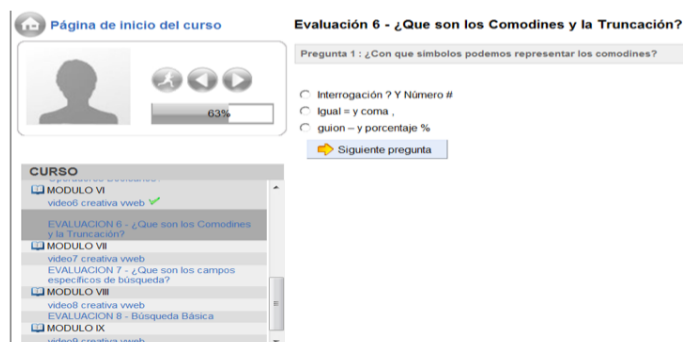 Página de inicio del curso
63%
CURSO
MODULO VI
video6 creativa vweb
EVALUACION 6 - ¿Que son los Comodines
y la Truncación?
MODULO VII
video7 creativa vweb
EVALUACION 7 - ¿Que son los campos
específicos de búsqueda?
MODULO VIII
video8 creativa vweb
EVALUACION 8 - Búsqueda Básica
MODULO IX
video9 creativa vweb
Evaluación 6 - ¿Que son los Comodines y la Truncación?
Pregunta 1 : ¿Con que simbolos podemos representar los comodines?
Interrogación ? Y Número #
Igual = y coma ,
guion – y porcentaje %
Siguiente pregunta